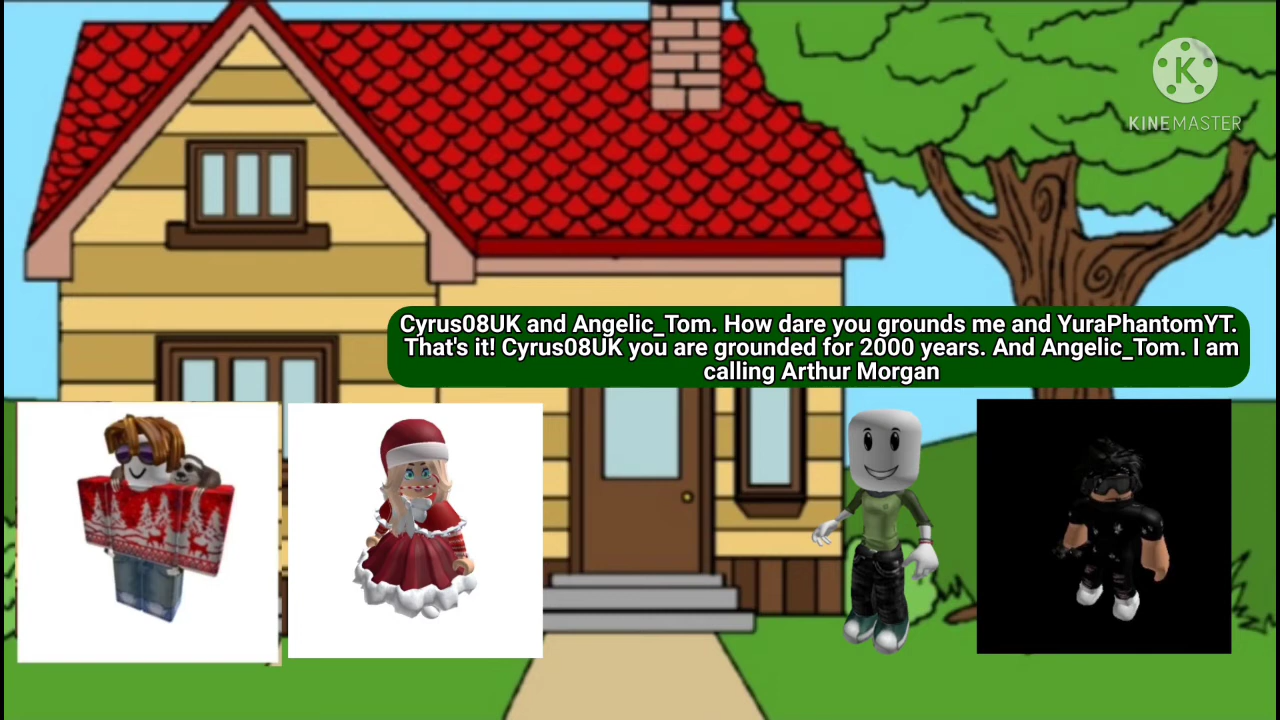 K
KINEMASTER
Cyrus08UK and Angelic_Tom. How dare you grounds me and YuraPhantomYT.
That's it! Cyrus08UK you are grounded for 2000 years. And Angelic_Tom. I am
calling Arthur Morgan